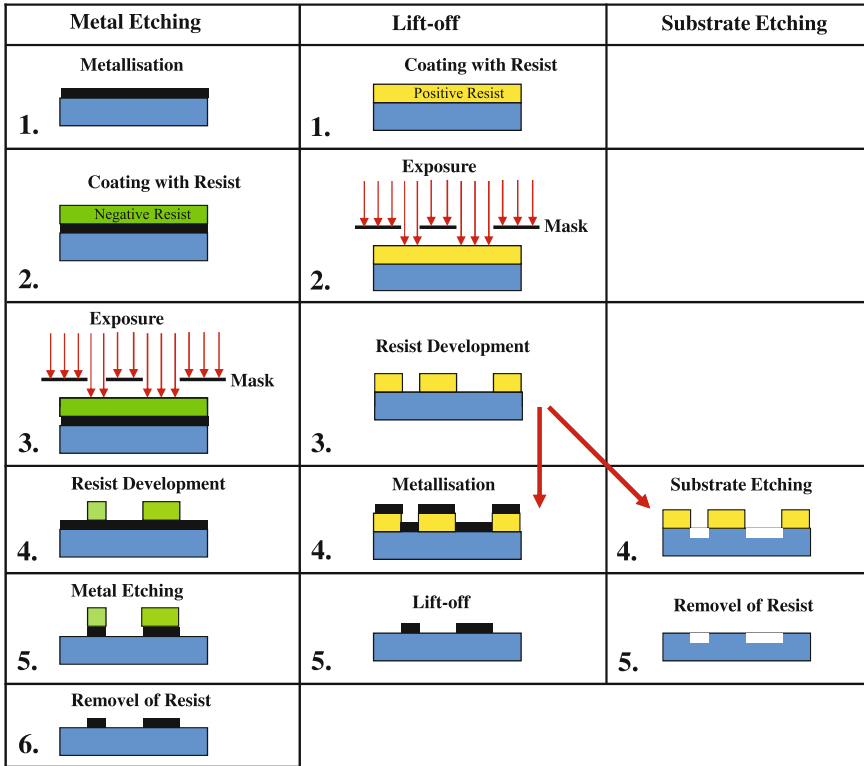 Metal Etching
Lift-off
Substrate Etching
Metallisation
1.
Coating with Resist
Positive Resist
1.
Coating with Resist
Negative Resist
2.
Exposure
Mask
2.
Exposure
Mask
3.
Resist Development
3.
Resist Development
4.
Metallisation
4.
Substrate Etching
4.
Metal Etching
5.
Lift-off
5.
Removel of Resist
5.
Removel of Resist
6.